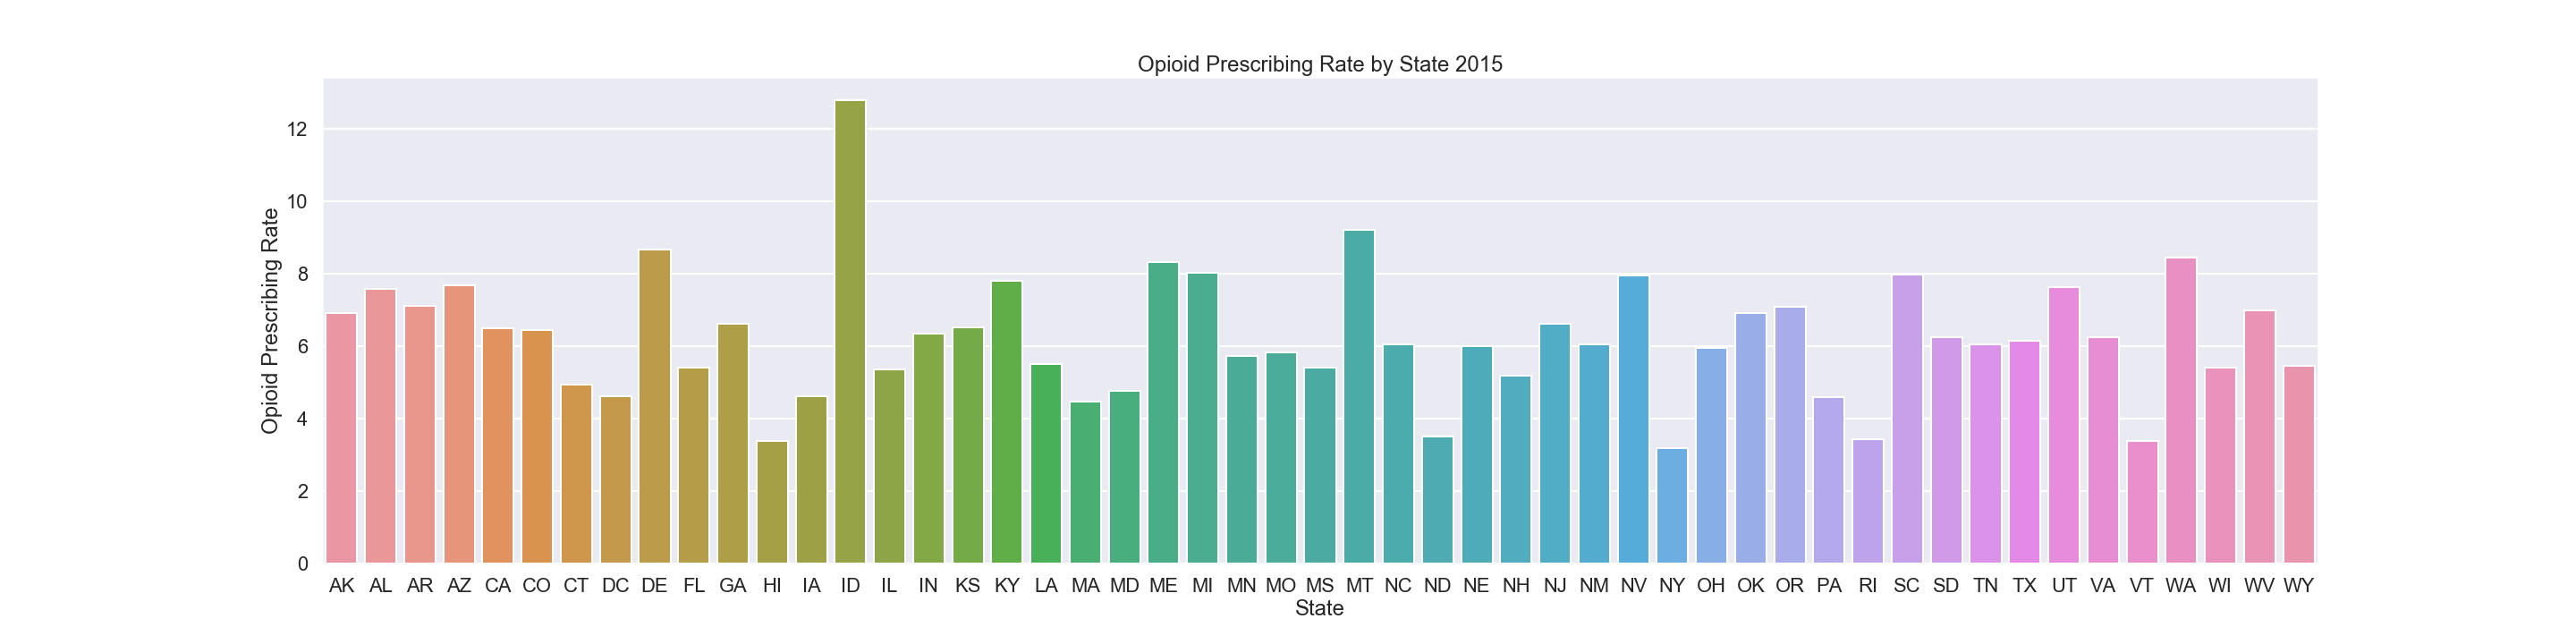 Opioid Prescribing Rate by State 2015
Opioid Prescribing Rate
12
10
8
6
4
2
0
AK AL AR AZ CA CO CT DC DE FL GA HI IA ID IL IN KS KY LA MA MD ME MI MN MO MS MT NC ND NE NH NJ NM NV NY OH OK OR PA RI SC SD TN TX UT VA VT WA WI WV WY
State